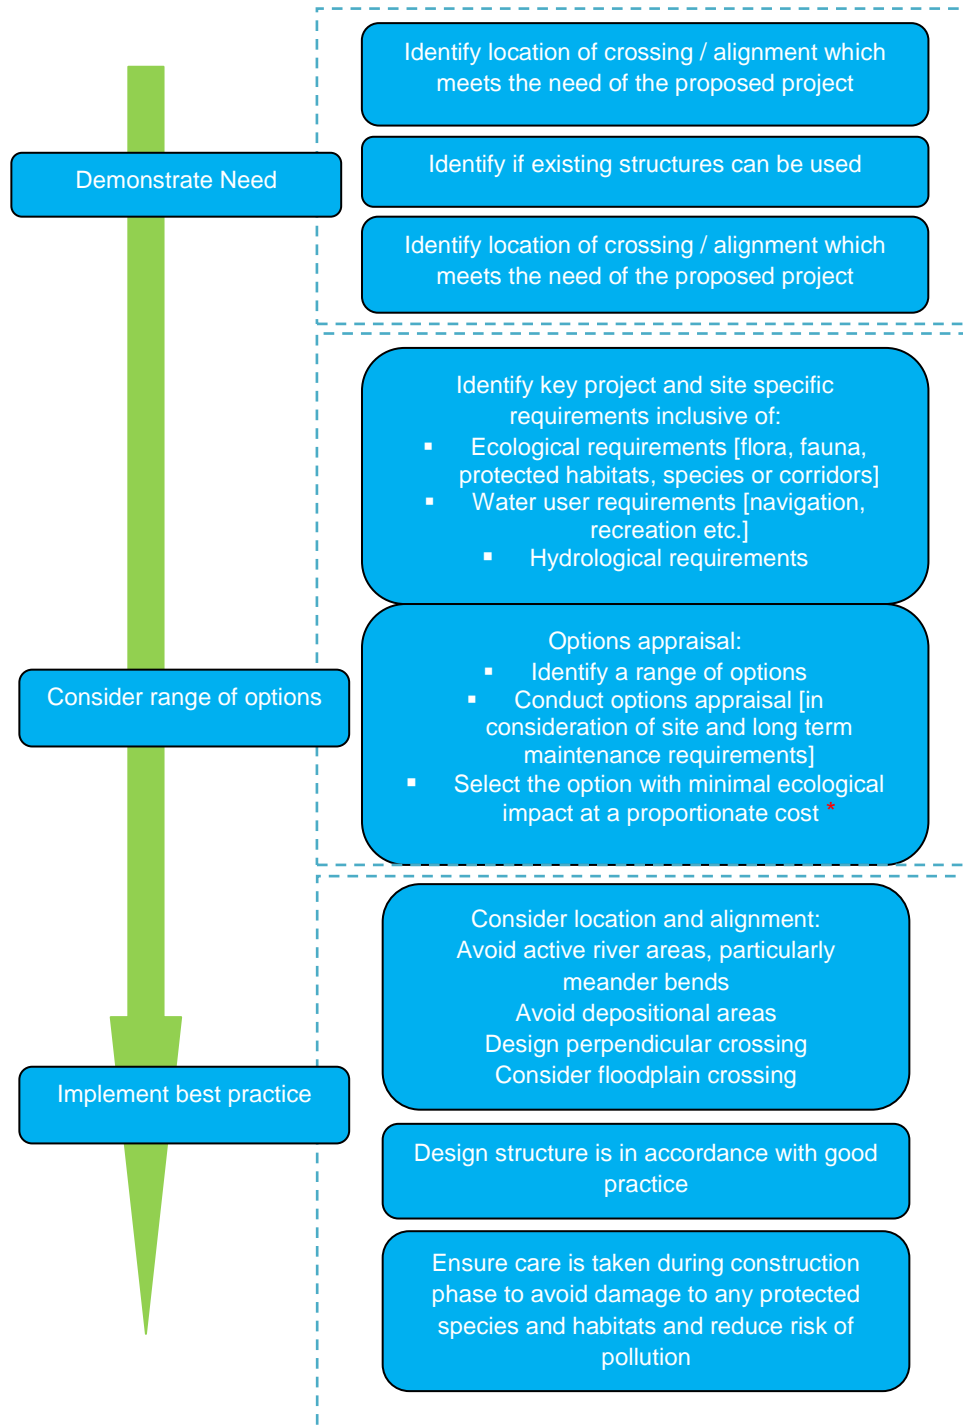 Identify location of crossing / alignment which
meets the need of the proposed project
Demonstrate Need
Identify if existing structures can be used
Identify location of crossing / alignment which
meets the need of the proposed project
Identify key project and site specific
requirements inclusive of:
▪ Ecological requirements [flora, fauna,
protected habitats, species or corridors]
▪ Water user requirements [navigation,
recreation etc.]
▪ Hydrological requirements
Consider range of options
Options appraisal:
▪ Identify a range of options
▪ Conduct options appraisal [in
consideration of site and long term
maintenance requirements]
▪ Select the option with minimal ecological
impact at a proportionate cost *
Consider location and alignment:
Avoid active river areas, particularly
meander bends
Avoid depositional areas
Design perpendicular crossing
Consider floodplain crossing
Implement best practice
Design structure is in accordance with good
practice
Ensure care is taken during construction
phase to avoid damage to any protected
species and habitats and reduce risk of
pollution